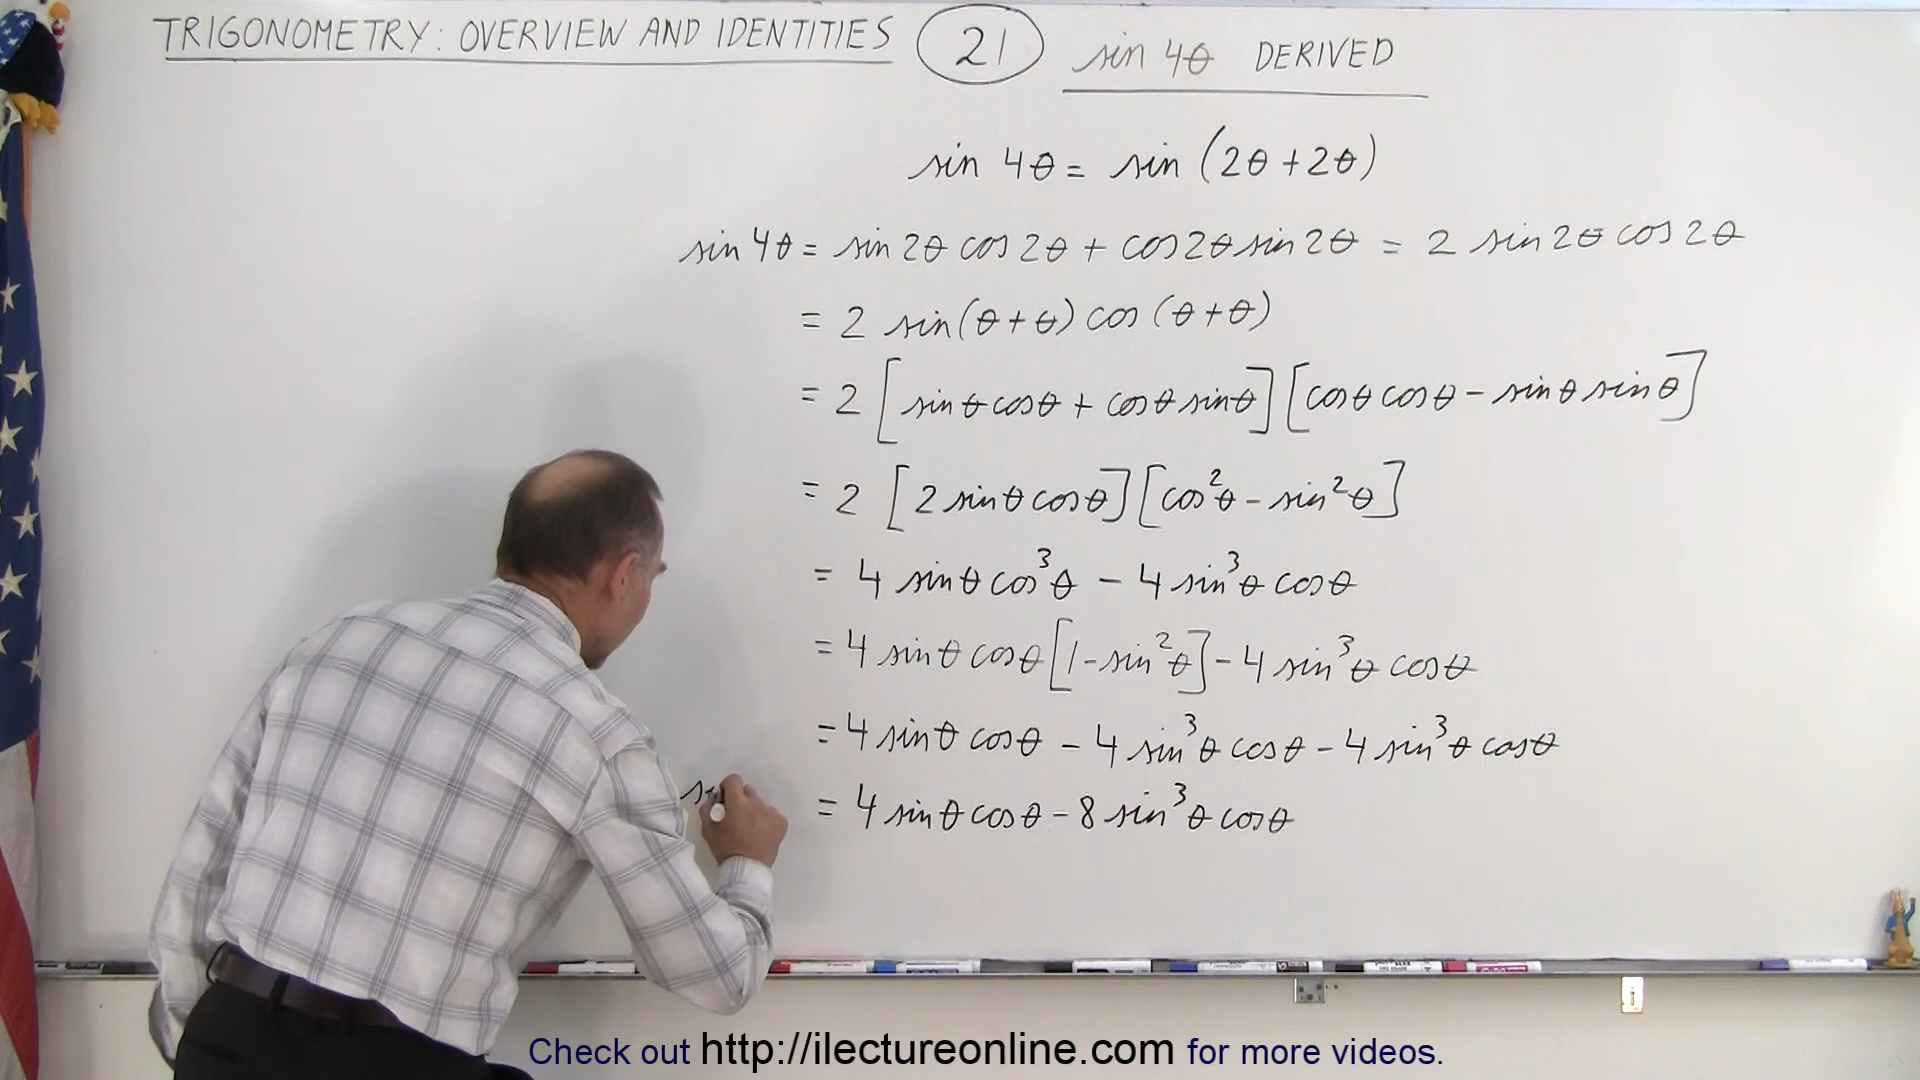 TRIGONOMETRY: OVERVIEW AND IDENTITIES 21 sin 4θ DERIVED
sin 4θ = sin (2θ + 2θ)
sin 4θ = sin 2θ cos 2θ + cos 2θ sin 2θ = 2 sin 2θ cos 2θ
= 2 sin(θ + θ) cos (θ + θ)
= 2 [sin θ cos θ + cos θ sin θ] [cos θ cos θ - sin θ sin θ]
= 2 [2 sin θ cos θ] [cos²θ - sin²θ]
= 4 sin θ cos³θ - 4 sin³θ cos θ
= 4 sin θ cos θ [1 - sin²θ] - 4 sin³θ cos θ
= 4 sin θ cos θ - 4 sin³θ cos θ - 4 sin³θ cos θ
= 4 sin θ cos θ - 8 sin³θ cos θ
Check out http://ilectureonline.com for more videos.